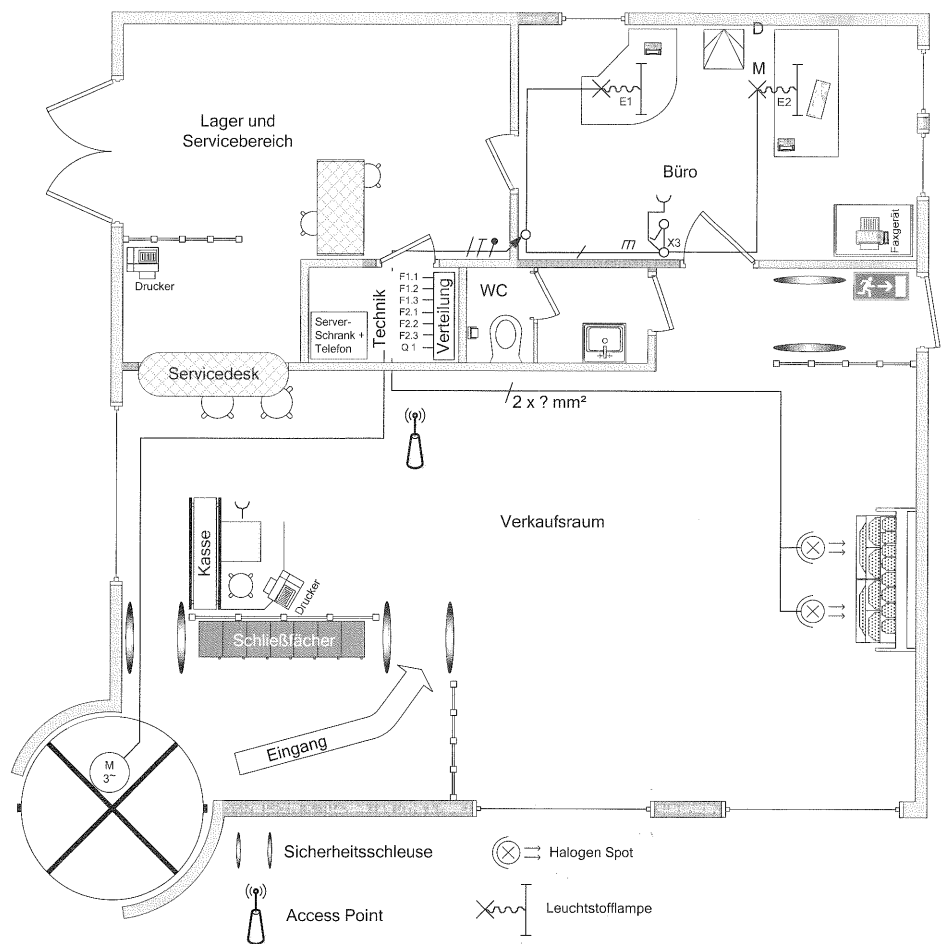 D
M
E1
E2
Lager und
Servicebereich
Büro
X3
m
T
Faxgerät
Drucker
F1.1
F1.2
F1.3
F2.1
F2.2
F2.3
Q 1
Technik
Verteilung
WC
Server-
Schrank +
Telefon
Servicedesk
2 x ? mm²
Verkaufsraum
Kasse
Drucker
Schließfächer
Eingang
M
3~
Sicherheitsschleuse
Halogen Spot
Access Point
Leuchtstofflampe